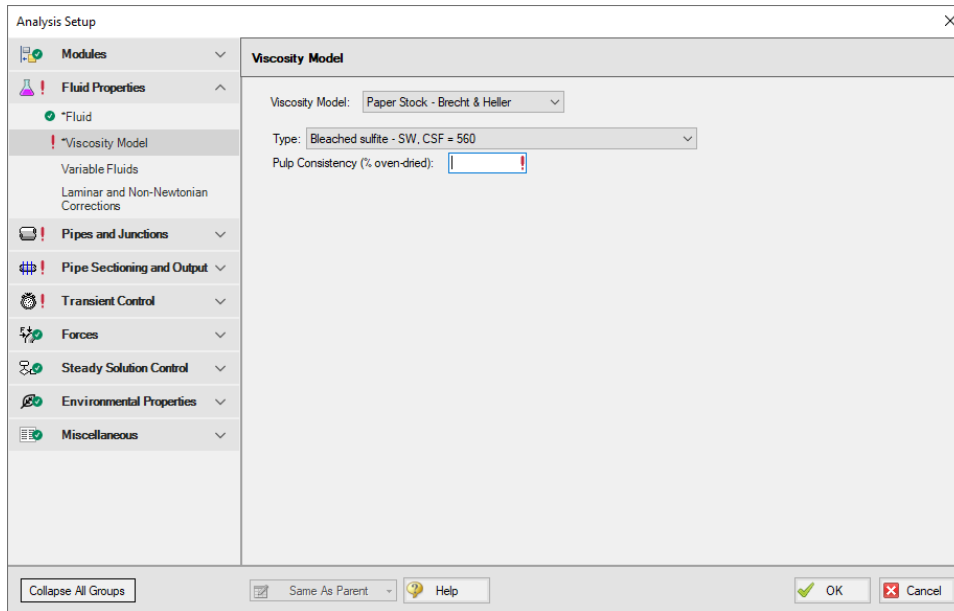 Analysis Setup
Modules
Fluid Properties
*Fluid
*Viscosity Model
Variable Fluids
Laminar and Non-Newtonian
Corrections
Pipes and Junctions
Pipe Sectioning and Output
Transient Control
Forces
Steady Solution Control
Environmental Properties
Miscellaneous
Viscosity Model
Viscosity Model: Paper Stock - Brecht & Heller
Type: Bleached sulfite - SW, CSF = 560
Pulp Consistency (% oven-dried):
Collapse All Groups
Same As Parent
Help
OK
Cancel